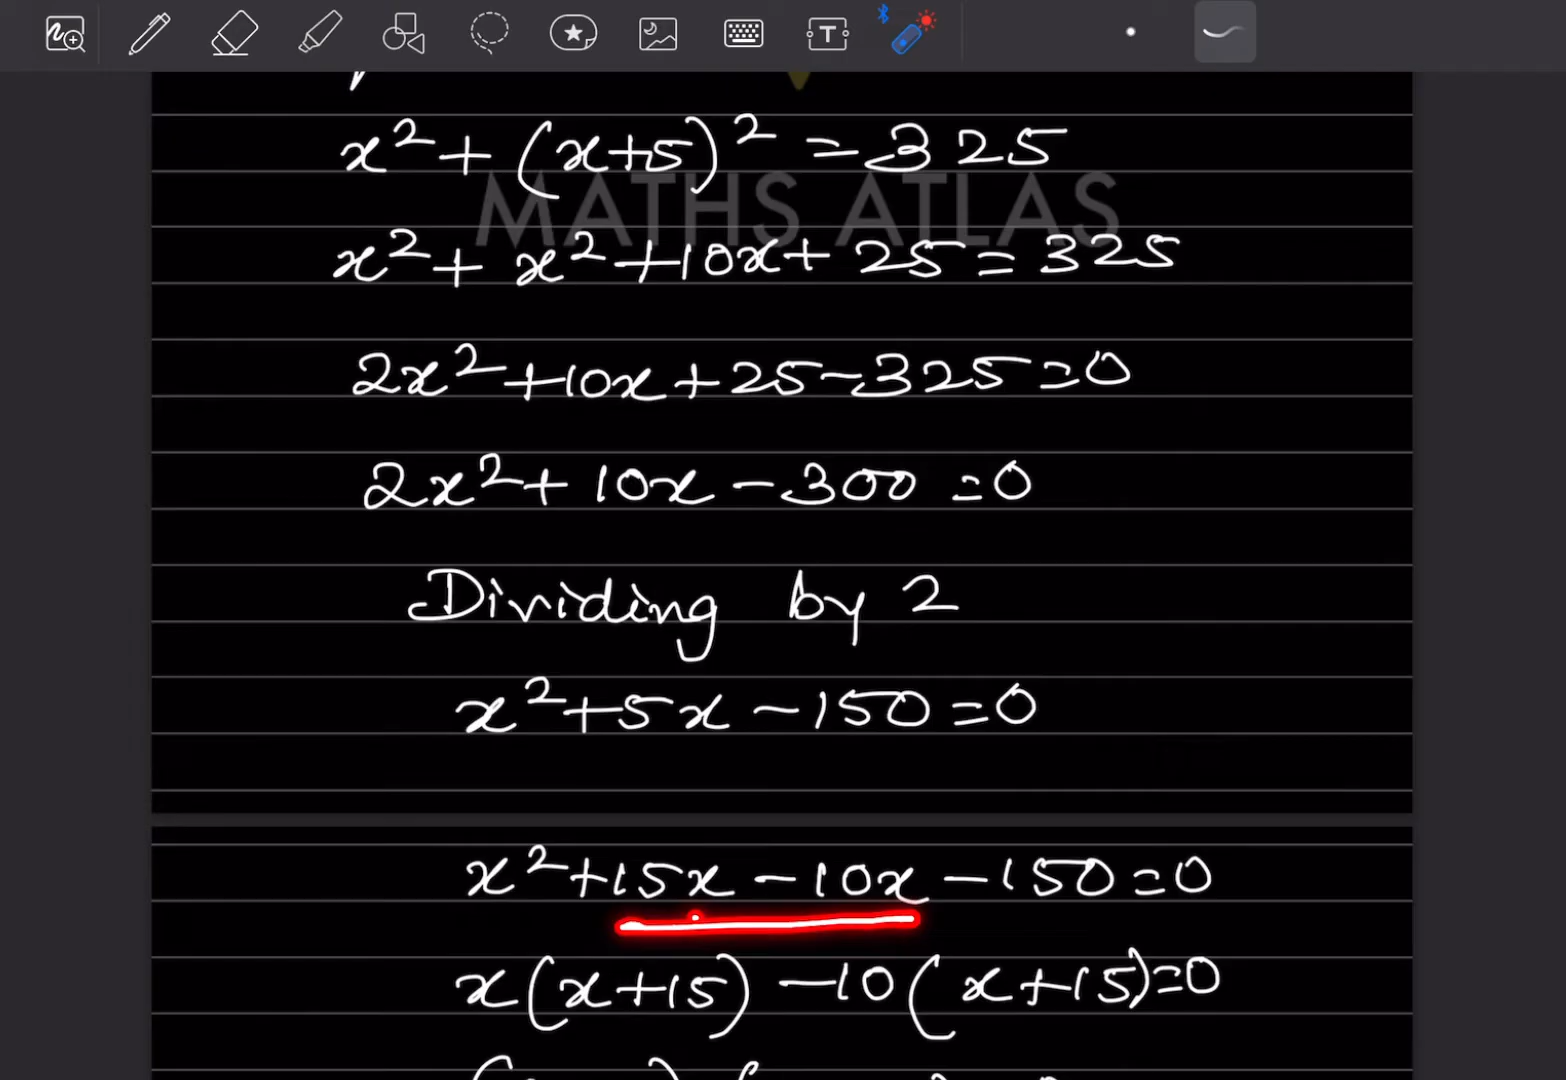 x² + (x+5)² = 325
MATHS ATLAS
x² + x² + 10x + 25 = 325
2x² + 10x + 25 - 325 = 0
2x² + 10x - 300 = 0
Dividing by 2
x² + 5x - 150 = 0
x² + 15x - 10x - 150 = 0
x(x+15) - 10(x+15) = 0